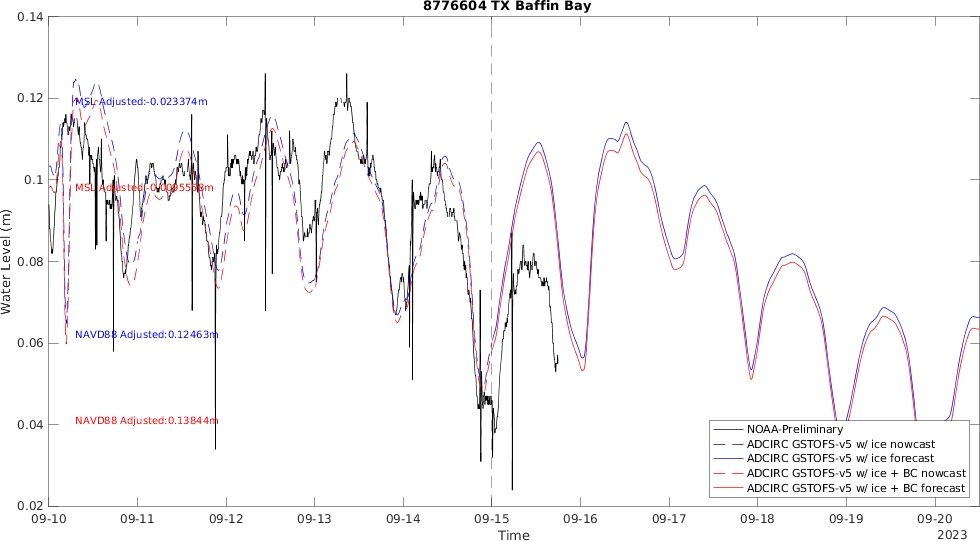 8776604 TX Baffin Bay
Water Level (m)
0.14
0.12
0.1
0.08
0.06
0.04
0.02
MSL Adjusted:-0.023374m
MSL Adjusted:-0.0095558m
NAVD88 Adjusted:0.12463m
NAVD88 Adjusted:0.13844m
NOAA-Preliminary
ADCIRC GSTOFS-v5 w/ ice nowcast
ADCIRC GSTOFS-v5 w/ ice forecast
ADCIRC GSTOFS-v5 w/ ice + BC nowcast
ADCIRC GSTOFS-v5 w/ ice + BC forecast
09-10 09-11 09-12 09-13 09-14 09-15 09-16 09-17 09-18 09-19 09-20
Time
2023